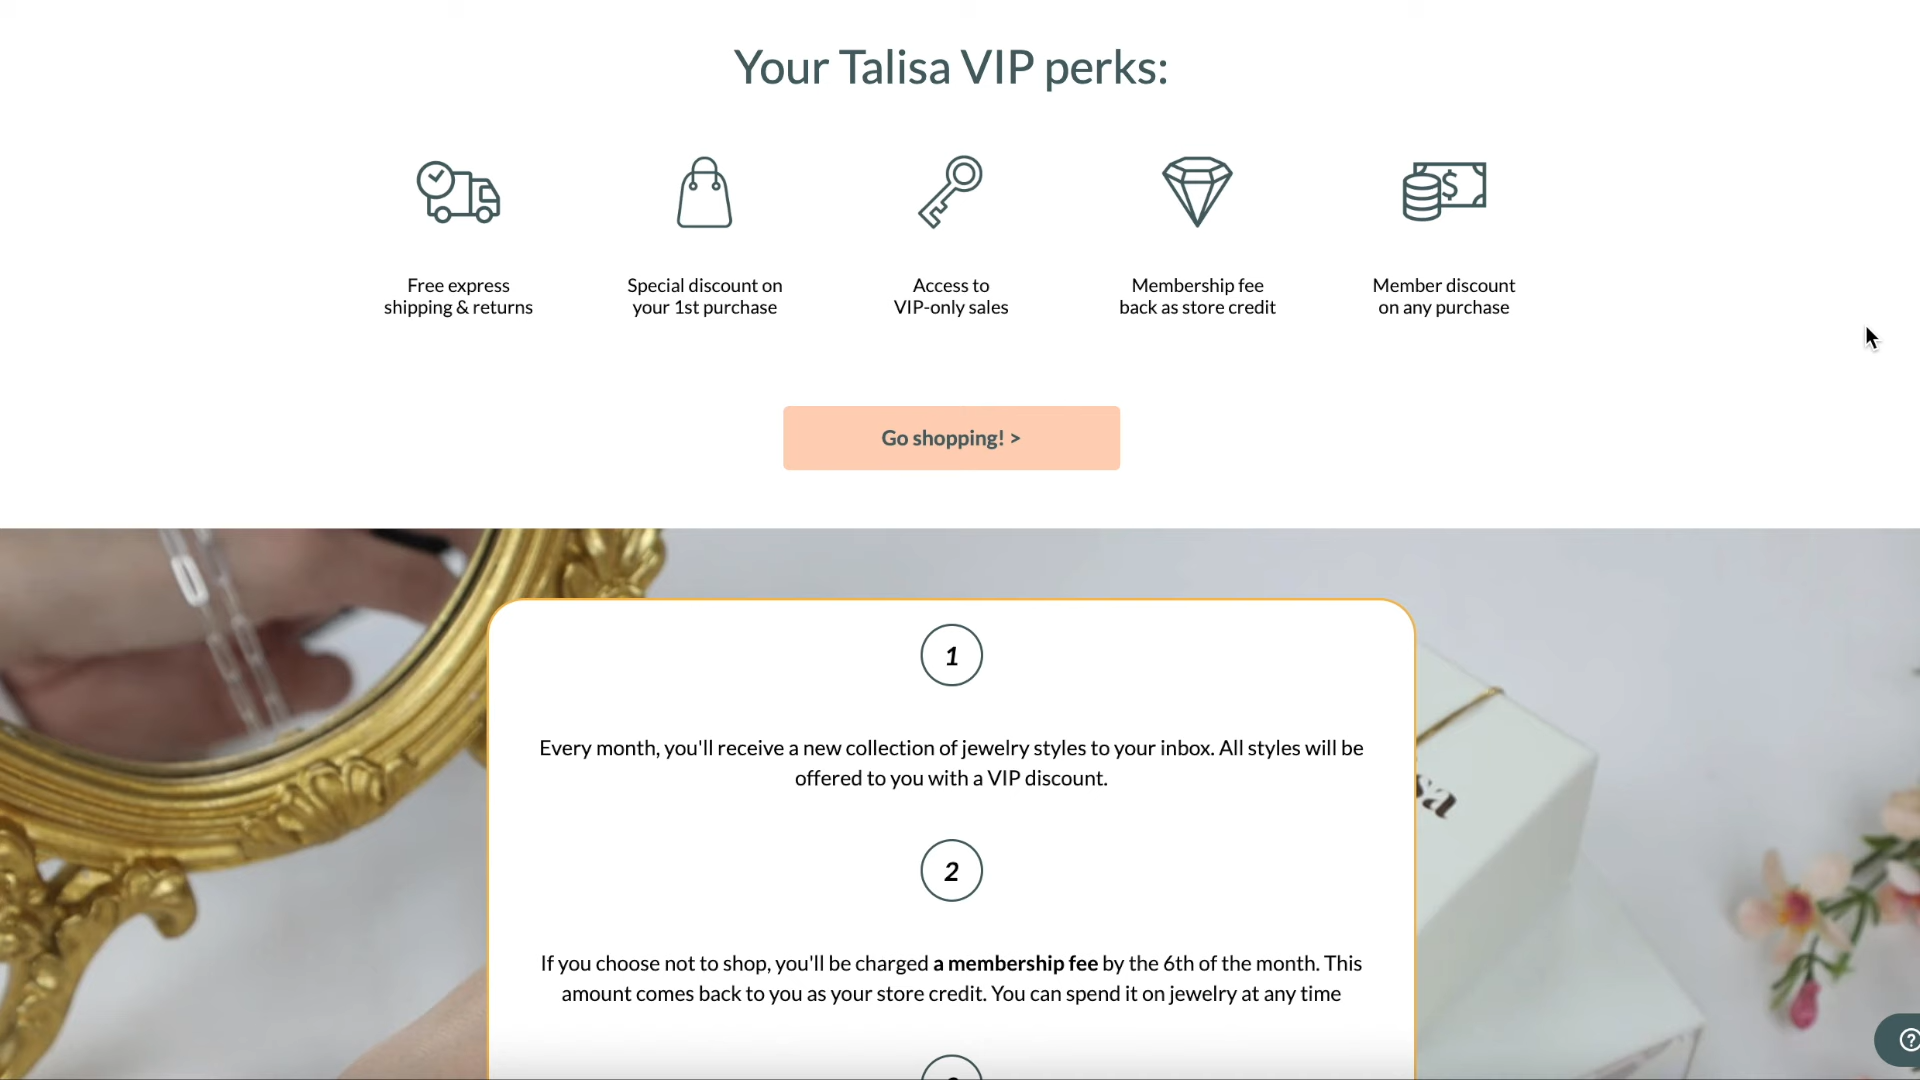 Your Talisa VIP perks:
$
Free express
shipping & returns
Special discount on
your 1st purchase
Access to
VIP-only sales
Membership fee
back as store credit
Member discount
on any purchase
Go shopping! >
1
Every month, you'll receive a new collection of jewelry styles to your inbox. All styles will be
offered to you with a VIP discount.
sa
2
If you choose not to shop, you'll be charged a membership fee by the 6th of the month. This
amount comes back to you as your store credit. You can spend it on jewelry at any time
?